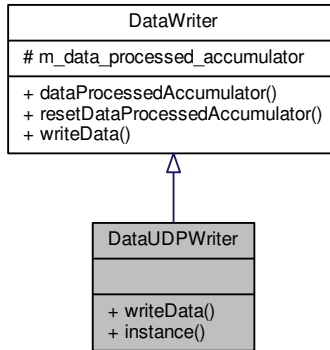 DataWriter
# m_data_processed_accumulator
+ dataProcessedAccumulator()
+ resetDataProcessedAccumulator()
+ writeData()
DataUDPWriter
+ writeData()
+ instance()